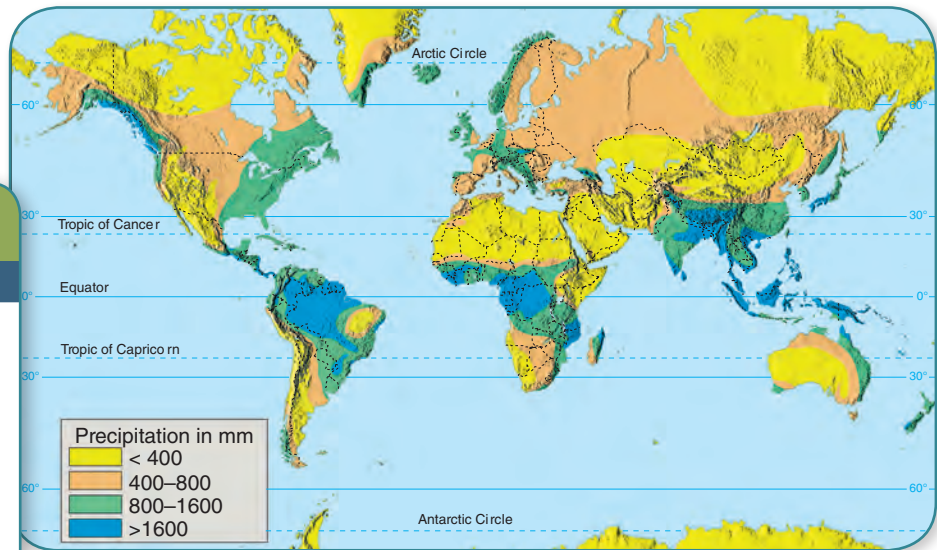 Arctic Circle
60°
30°
30°
Tropic of Cancer
Equator
0°
0°
Tropic of Capricorn
30°
30°
Precipitation in mm
< 400
400–800
800–1600
>1600
60°
60°
Antarctic Circle